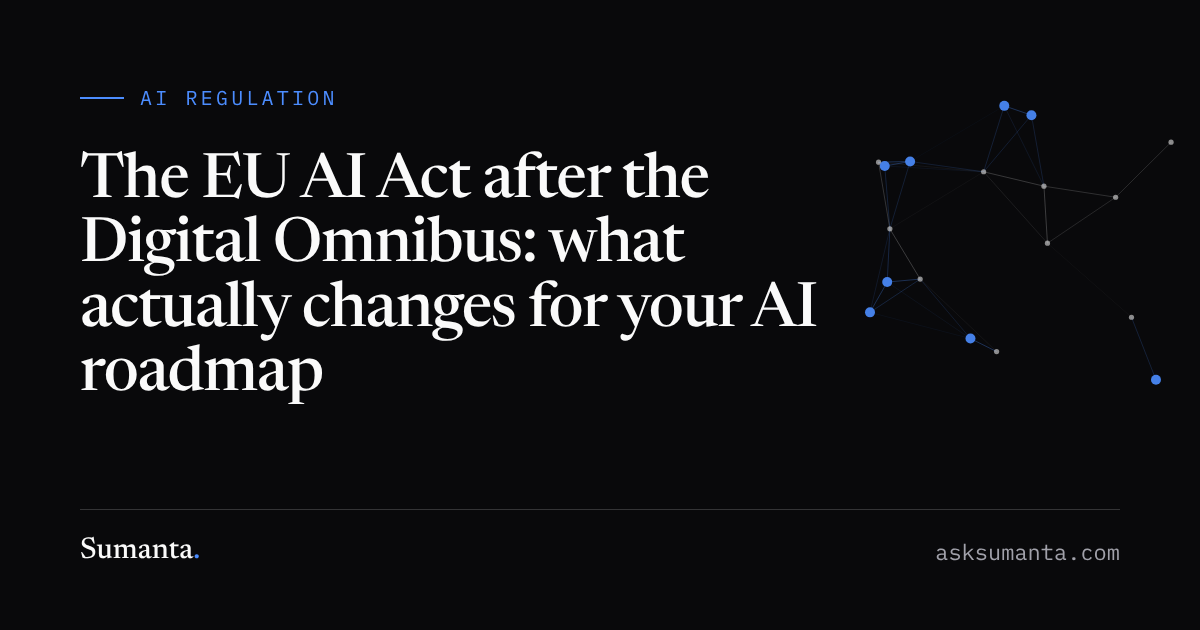 AI REGULATION
The EU AI Act after the
Digital Omnibus: what
actually changes for your AI
roadmap
Sumanta.
asksumanta.com